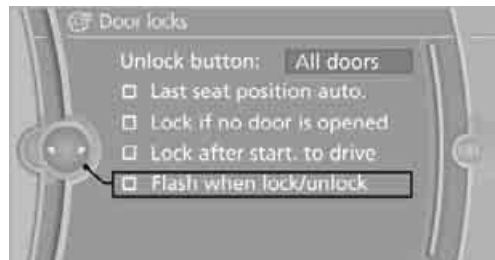 Door locks
Unlock button: All doors
Last seat position auto.
Lock if no door is opened
Lock after start. to drive
Flash when lock/unlock